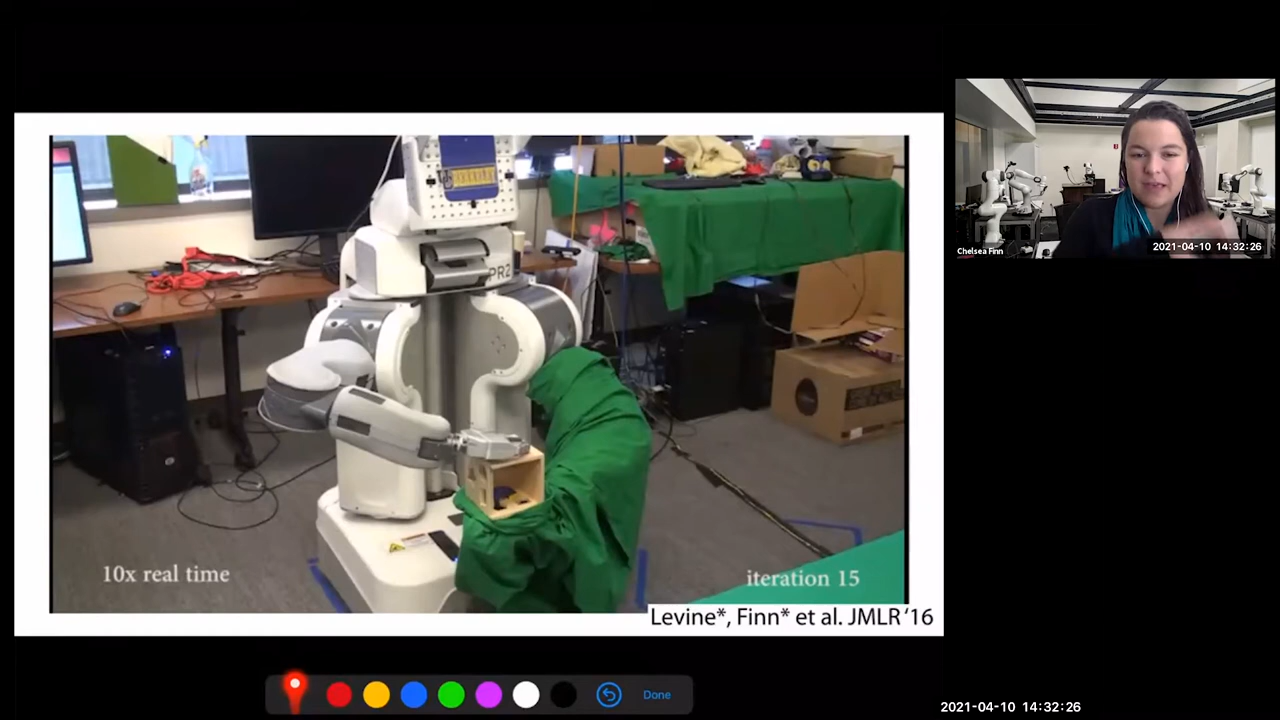 PR2
10x real time
iteration 15
Levine*, Finn* et al. JMLR '16
Chelsea Finn
2021-04-10 14:32:26
Done
2021-04-10 14:32:26